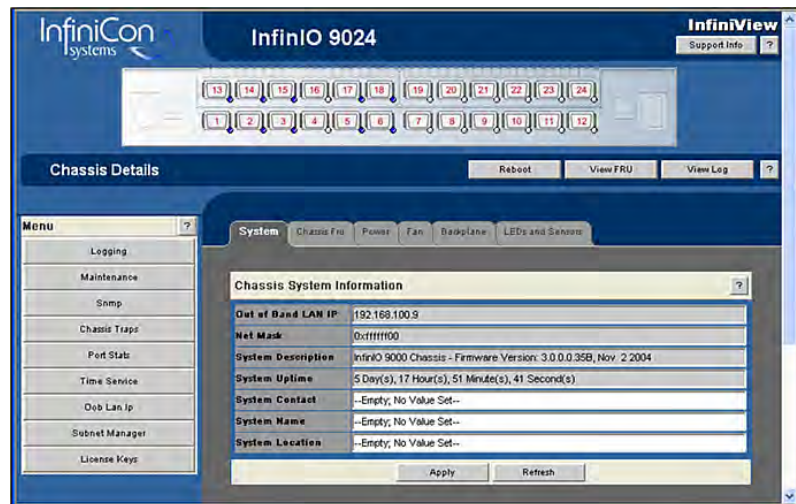 InfiniCon systems
InfinIO 9024
InfiniView
Support Info ?
13 14 15 16 17 18 19 20 21 22 23 24
1 2 3 4 5 6 7 8 9 10 11 12
Chassis Details
Reboot View FRU View Log ?
Menu ?
Logging
Maintenance
Snmp
Chassis Traps
Port Stats
Time Service
Oob Lan Ip
Subnet Manager
License Keys
System Chassis Fru Power Fan Backplane LEDs and Sensors
Chassis System Information ?
Out of Band LAN IP 192.168.100.9
Net Mask 0xffffff00
System Description InfinIO 9000 Chassis - Firmware Version: 3.0.0.0.35B, Nov 2 2004
System Uptime 5 Day(s), 17 Hour(s), 51 Minute(s), 41 Second(s)
System Contact --Empty; No Value Set--
System Name --Empty; No Value Set--
System Location --Empty; No Value Set--
Apply Refresh